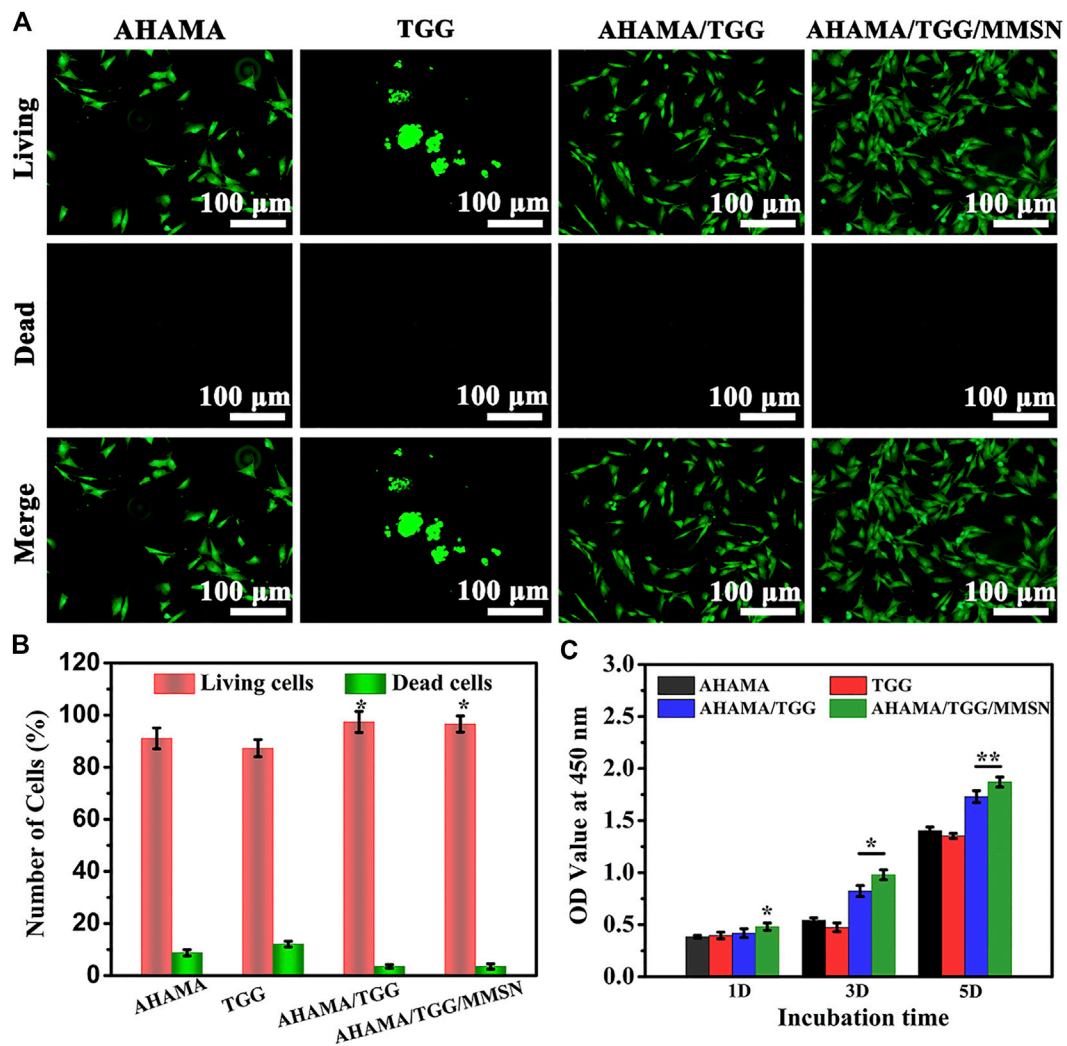 A
AHAMA TGG AHAMA/TGG AHAMA/TGG/MMSN
Living
100 µm 100 µm 100 µm 100 µm
Dead
100 µm 100 µm 100 µm 100 µm
Merge
100 µm 100 µm 100 µm 100 µm
B
Number of Cells (%)
120
100
80
60
40
20
0
Living cells Dead cells
* *
AHAMA TGG AHAMA/TGG AHAMA/TGG/MMSN
C
OD Value at 450 nm
3.0
2.5
2.0
1.5
1.0
0.5
0.0
AHAMA TGG
AHAMA/TGG AHAMA/TGG/MMSN
**
*
*
1D 3D 5D
Incubation time